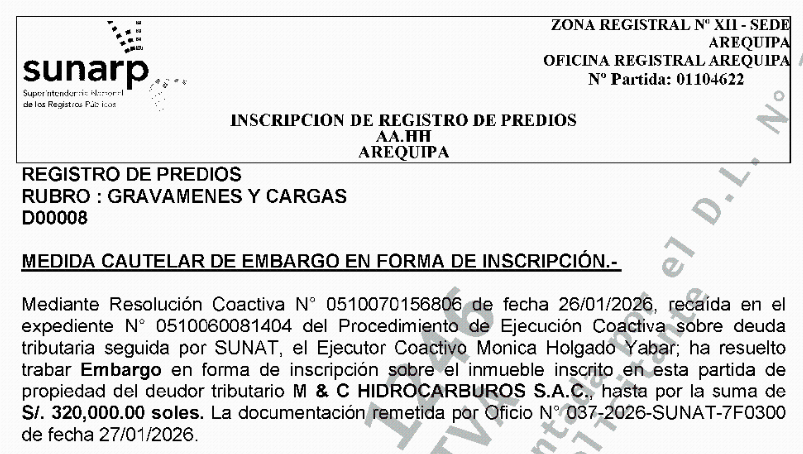 ZONA REGISTRAL Nº XII - SEDE
AREQUIPA
OFICINA REGISTRAL AREQUIPA
Nº Partida: 01104622
sunarp
Superintendencia Nacional
de los Registros Públicos
INSCRIPCION DE REGISTRO DE PREDIOS
AA.HH
AREQUIPA
REGISTRO DE PREDIOS
RUBRO : GRAVAMENES Y CARGAS
D00008
MEDIDA CAUTELAR DE EMBARGO EN FORMA DE INSCRIPCIÓN.-
Mediante Resolución Coactiva N° 0510070156806 de fecha 26/01/2026, recaída en el
expediente N° 0510060081404 del Procedimiento de Ejecución Coactiva sobre deuda
tributaria seguida por SUNAT, el Ejecutor Coactivo Monica Holgado Yabar; ha resuelto
trabar Embargo en forma de inscripción sobre el inmueble inscrito en esta partida de
propiedad del deudor tributario M & C HIDROCARBUROS S.A.C., hasta por la suma de
S/. 320,000.00 soles. La documentación remetida por Oficio N° 037-2026-SUNAT-7F0300
de fecha 27/01/2026.
por el D.L. N°
1246